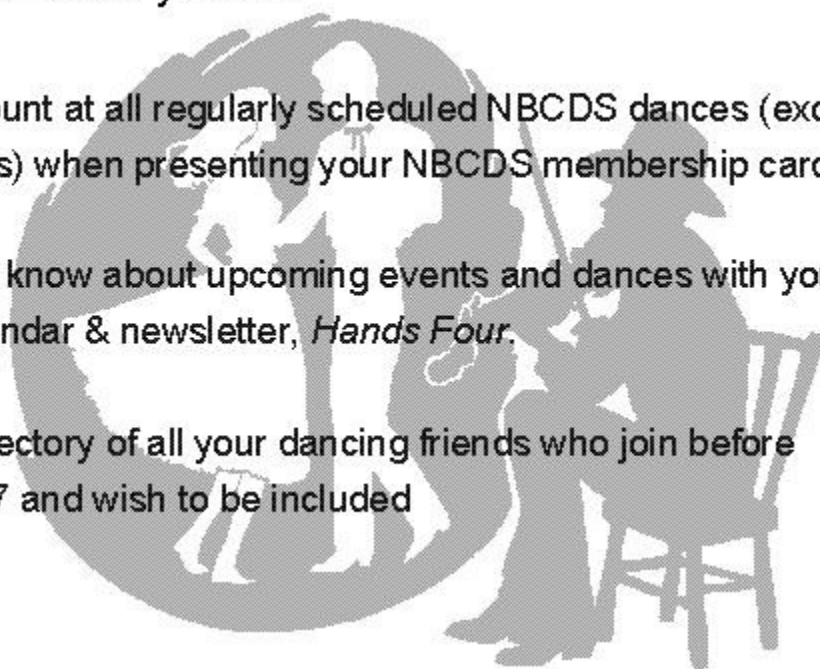 ount at all regularly scheduled NBCDS dances (exc
s) when presenting your NBCDS membership card
know about upcoming events and dances with you
ndar & newsletter, Hands Four.
ectory of all your dancing friends who join before
7 and wish to be included